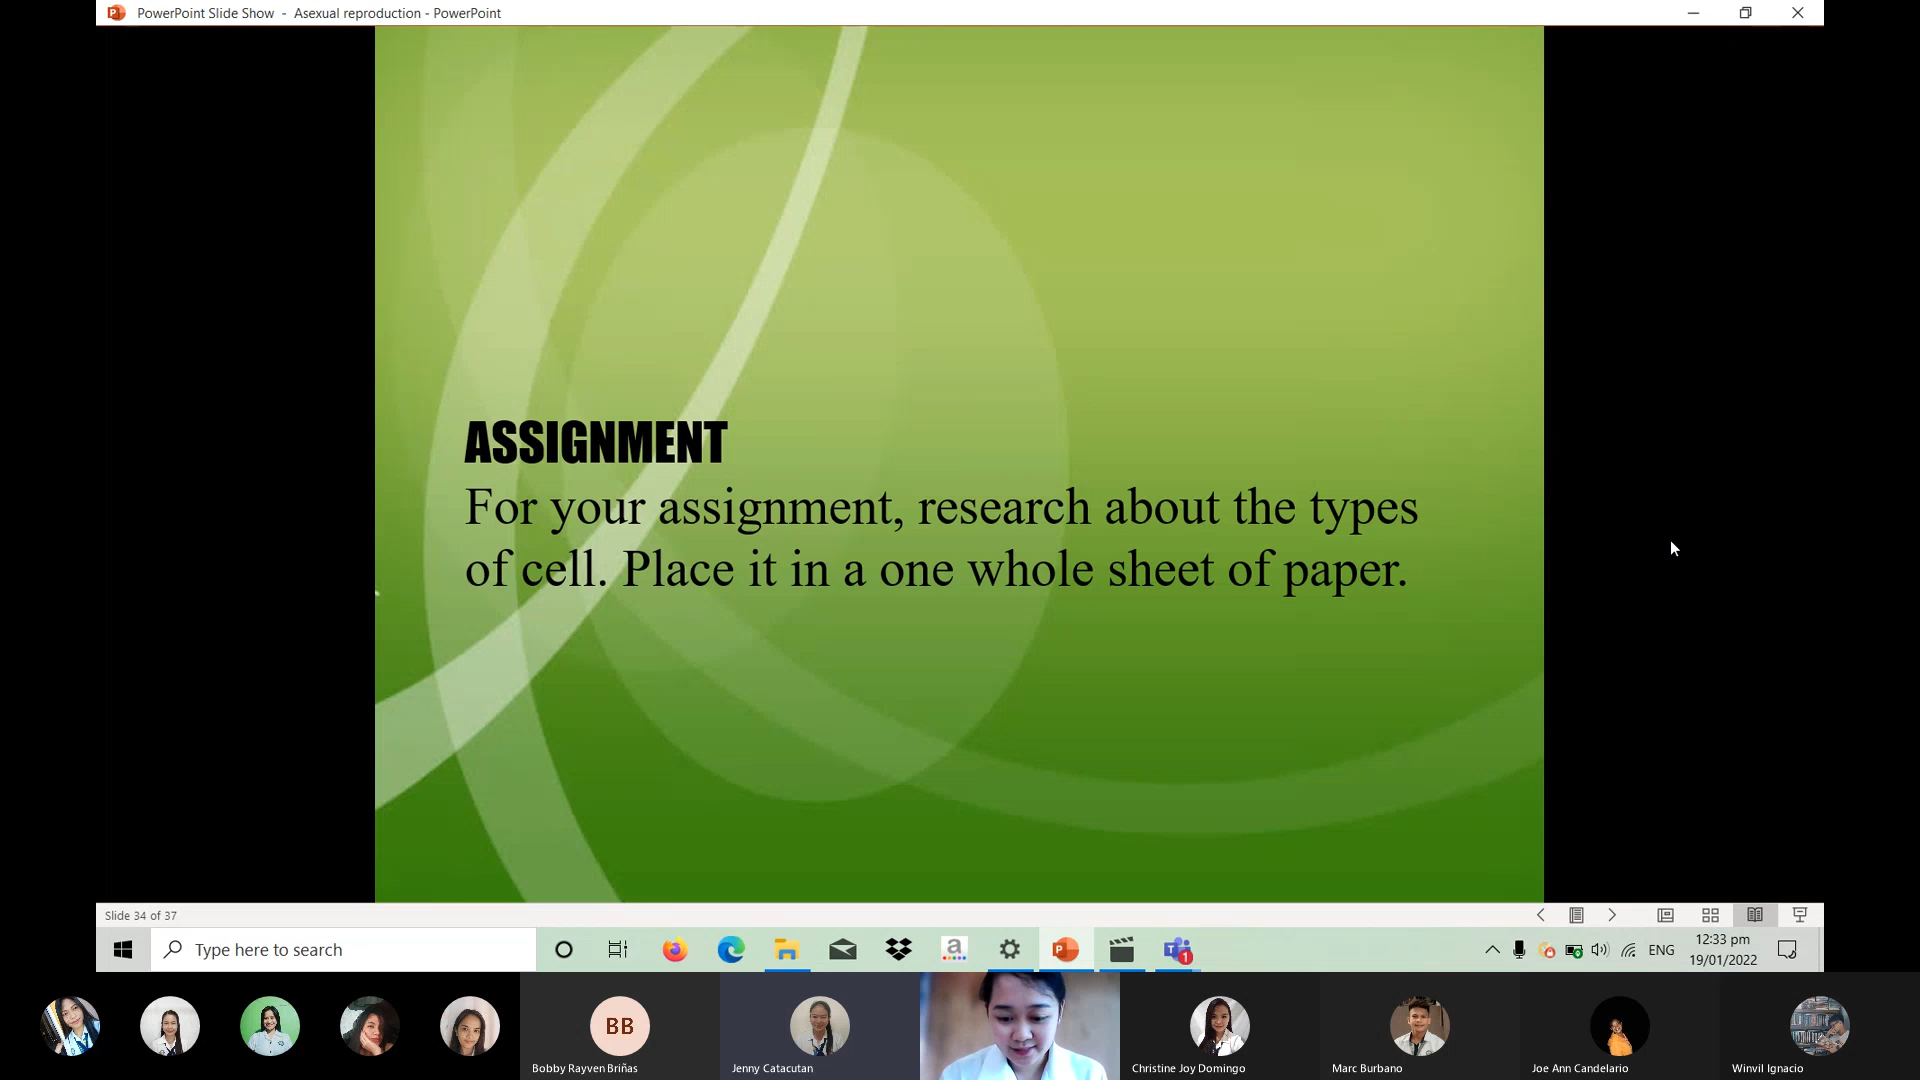 PowerPoint Slide Show - Asexual reproduction - PowerPoint
ASSIGNMENT
For your assignment, research about the types
of cell. Place it in a one whole sheet of paper.
Slide 34 of 37
Type here to search
a
P
T
1
ENG
12:33 pm
19/01/2022
BB
Bobby Rayven Briñas
Jenny Catacutan
Christine Joy Domingo
Marc Burbano
Joe Ann Candelario
Winvil Ignacio